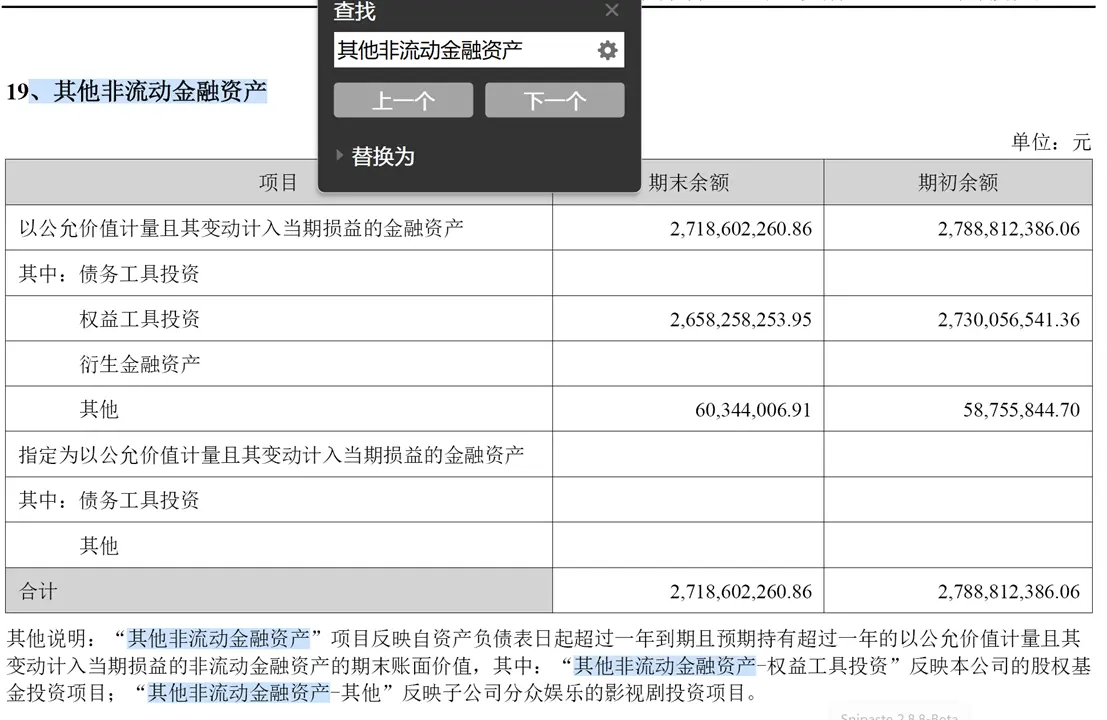 查找
其他非流动金融资产
上一个 下一个
替换为
19、其他非流动金融资产
单位：元
项目 期末余额 期初余额
以公允价值计量且其变动计入当期损益的金融资产 2,718,602,260.86 2,788,812,386.06
其中：债务工具投资
权益工具投资 2,658,258,253.95 2,730,056,541.36
衍生金融资产
其他 60,344,006.91 58,755,844.70
指定为以公允价值计量且其变动计入当期损益的金融资产
其中：债务工具投资
其他
合计 2,718,602,260.86 2,788,812,386.06
其他说明：“其他非流动金融资产”项目反映自资产负债表日起超过一年到期且预期持有超过一年的以公允价值计量且其
变动计入当期损益的非流动金融资产的期末账面价值，其中：“其他非流动金融资产-权益工具投资”反映本公司的股权基
金投资项目；“其他非流动金融资产-其他”反映子公司分众娱乐的影视剧投资项目。